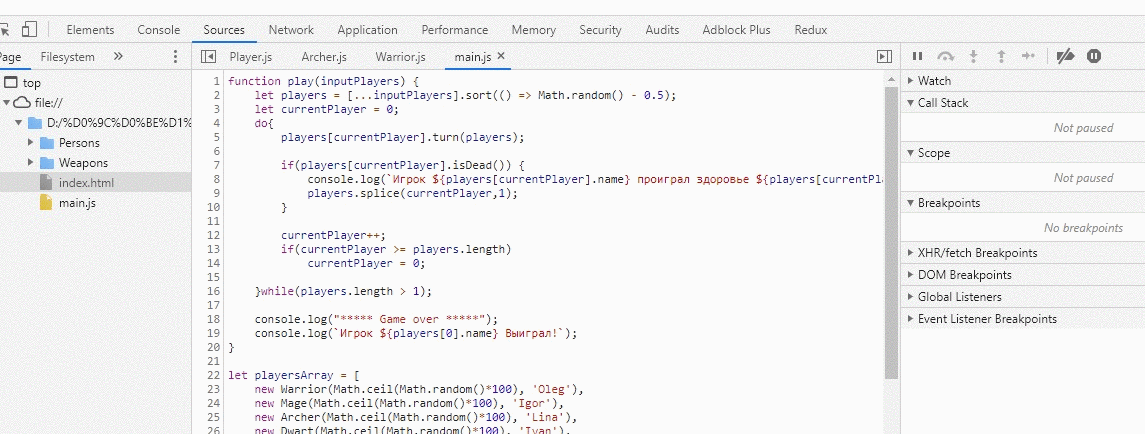 Elements Console Sources Network Application Performance Memory Security Audits Adblock Plus Redux
Page Filesystem » Player.js Archer.js Warrior.js main.js ×
top
file://
D:/%D0%9C%D0%BE%D1%
Persons
Weapons
index.html
main.js
1 function play(inputPlayers) {
2 let players = [...inputPlayers].sort(() => Math.random() - 0.5);
3 let currentPlayer = 0;
4 do{
5 players[currentPlayer].turn(players);
6
7 if(players[currentPlayer].isDead()) {
8 console.log(`Игрок ${players[currentPlayer].name} проиграл здоровье ${players[currentPla
9 players.splice(currentPlayer,1);
10 }
11
12 currentPlayer++;
13 if(currentPlayer >= players.length)
14 currentPlayer = 0;
15
16 }while(players.length > 1);
17
18 console.log("***** Game over *****");
19 console.log(`Игрок ${players[0].name} Выиграл!`);
20 }
21
22 let playersArray = [
23 new Warrior(Math.ceil(Math.random()*100), 'Oleg'),
24 new Mage(Math.ceil(Math.random()*100), 'Igor'),
25 new Archer(Math.ceil(Math.random()*100), 'Lina'),
26 new Dwart(Math.ceil(Math.random()*100), 'Ivan'),
Watch
Call Stack
Not paused
Scope
Not paused
Breakpoints
No breakpoints
XHR/fetch Breakpoints
DOM Breakpoints
Global Listeners
Event Listener Breakpoints